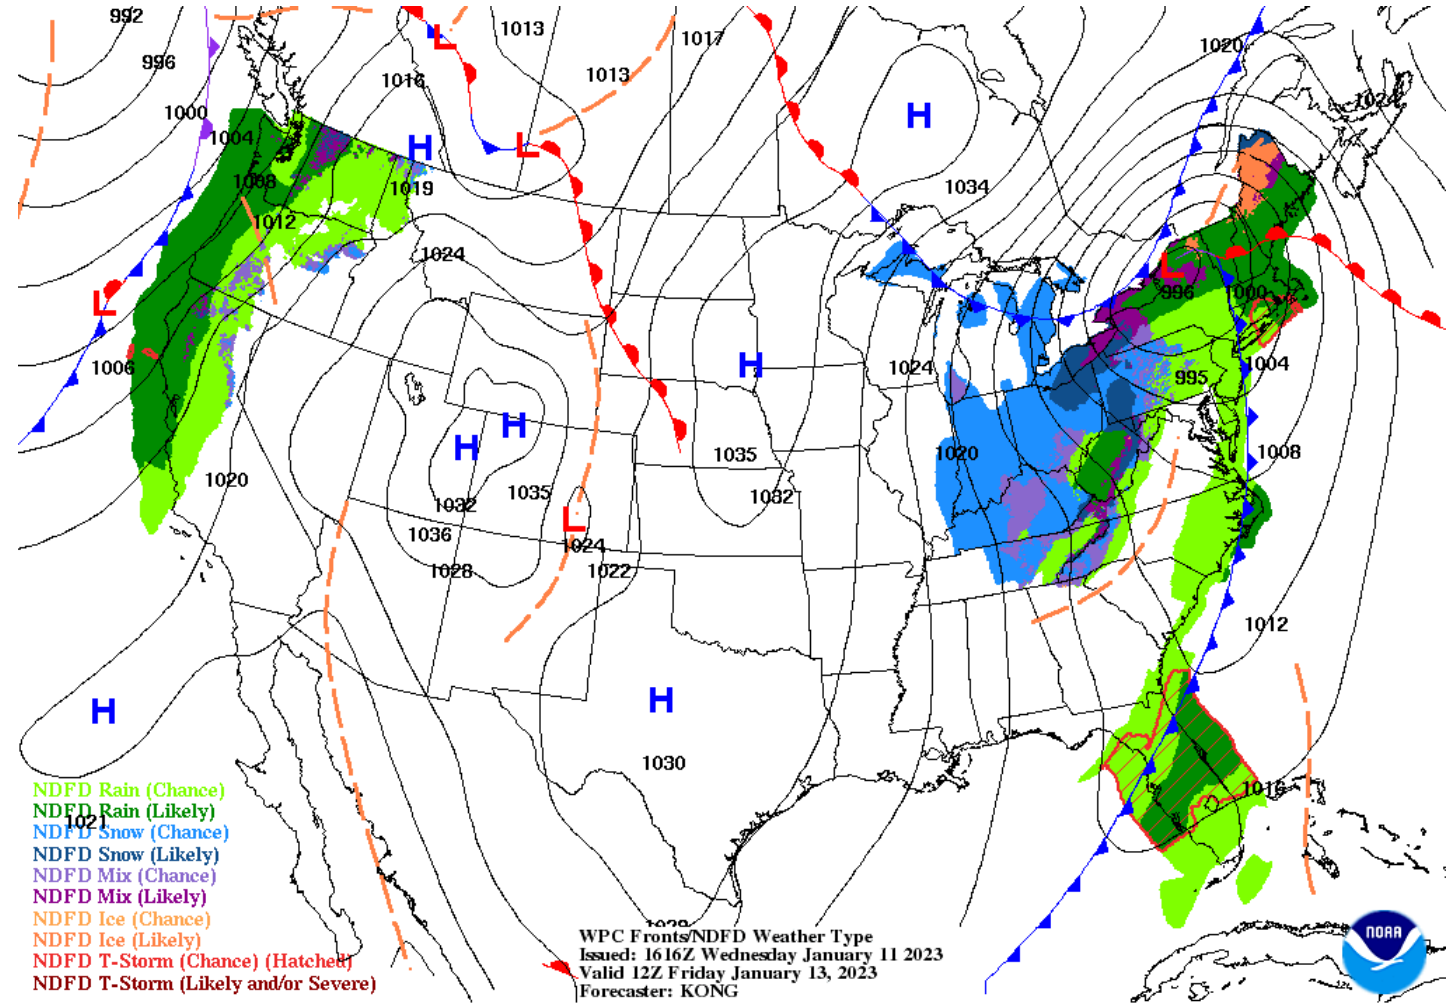 992
1013
1017
1020
996
1016
1013
1024
L
1000
1004
H
H
L
1008
1019
1034
1012
1024
L
996
1000
L
1006
H
1024
995
1004
H
H
1020
1035
1020
1008
1032
1035
1032
1036
L
1024
1028
1022
1012
H
H
1030
1016
NDFD Rain (Chance)
NDFD Rain (Likely)
1021
NDFD Snow (Chance)
NDFD Snow (Likely)
NDFD Mix (Chance)
NDFD Mix (Likely)
NDFD Ice (Chance)
NDFD Ice (Likely)
NDFD T-Storm (Chance) (Hatched)
NDFD T-Storm (Likely and/or Severe)
WPC Fronts/NDFD Weather Type
Issued: 1616Z Wednesday January 11 2023
Valid 12Z Friday January 13, 2023
Forecaster: KONG
NOAA